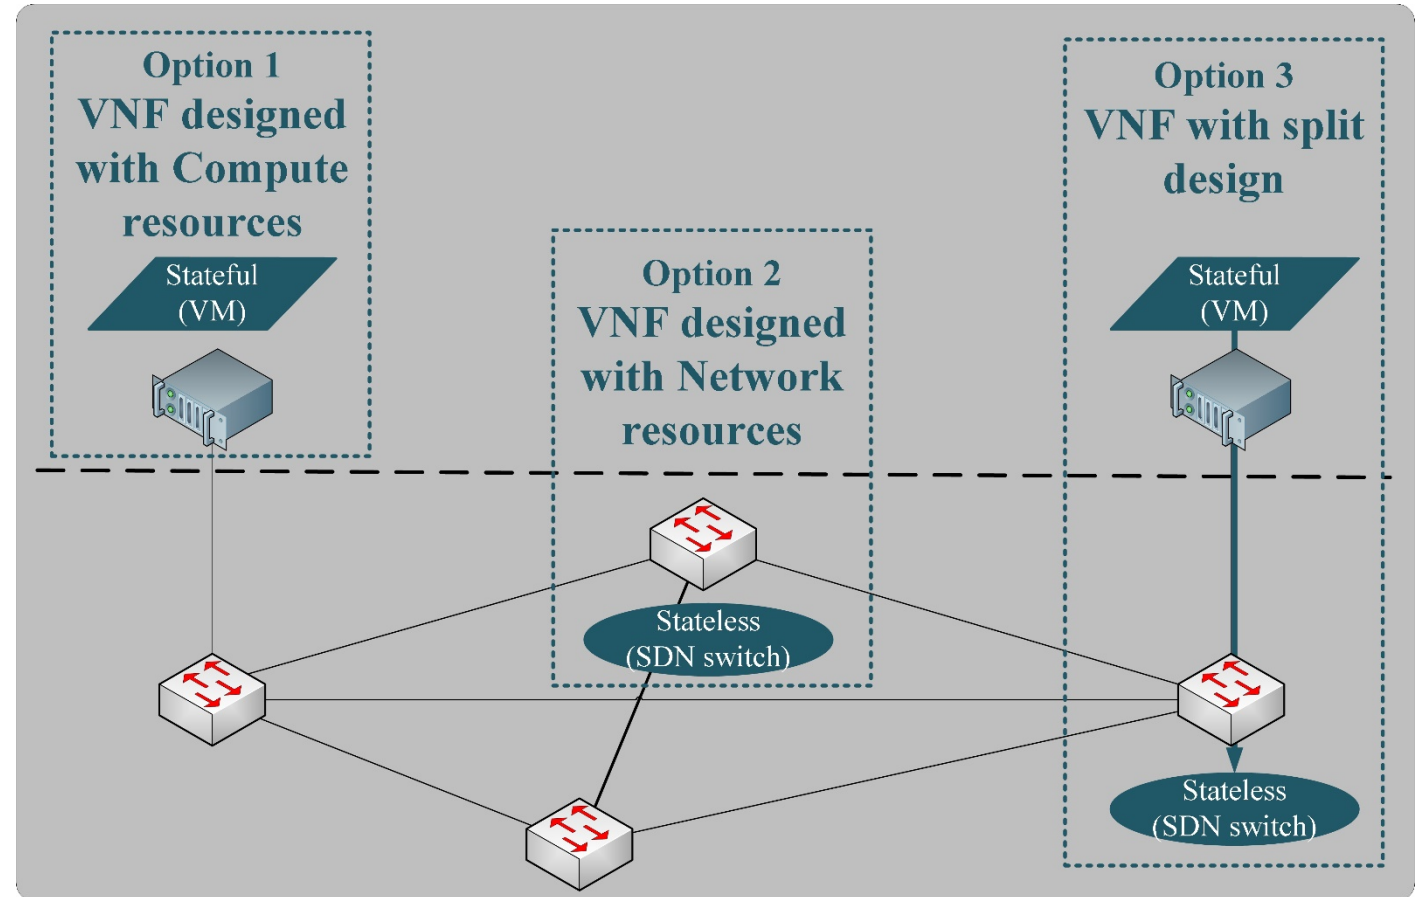 Option 1
VNF designed
with Compute
resources
Stateful
(VM)
Option 2
VNF designed
with Network
resources
Stateless
(SDN switch)
Option 3
VNF with split
design
Stateful
(VM)
Stateless
(SDN switch)